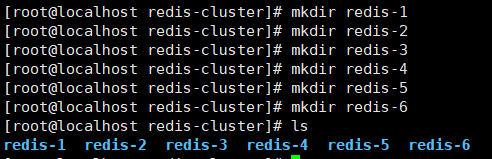 [root@localhost redis-cluster]# mkdir redis-1
[root@localhost redis-cluster]# mkdir redis-2
[root@localhost redis-cluster]# mkdir redis-3
[root@localhost redis-cluster]# mkdir redis-4
[root@localhost redis-cluster]# mkdir redis-5
[root@localhost redis-cluster]# mkdir redis-6
[root@localhost redis-cluster]# ls
redis-1  redis-2  redis-3  redis-4  redis-5  redis-6